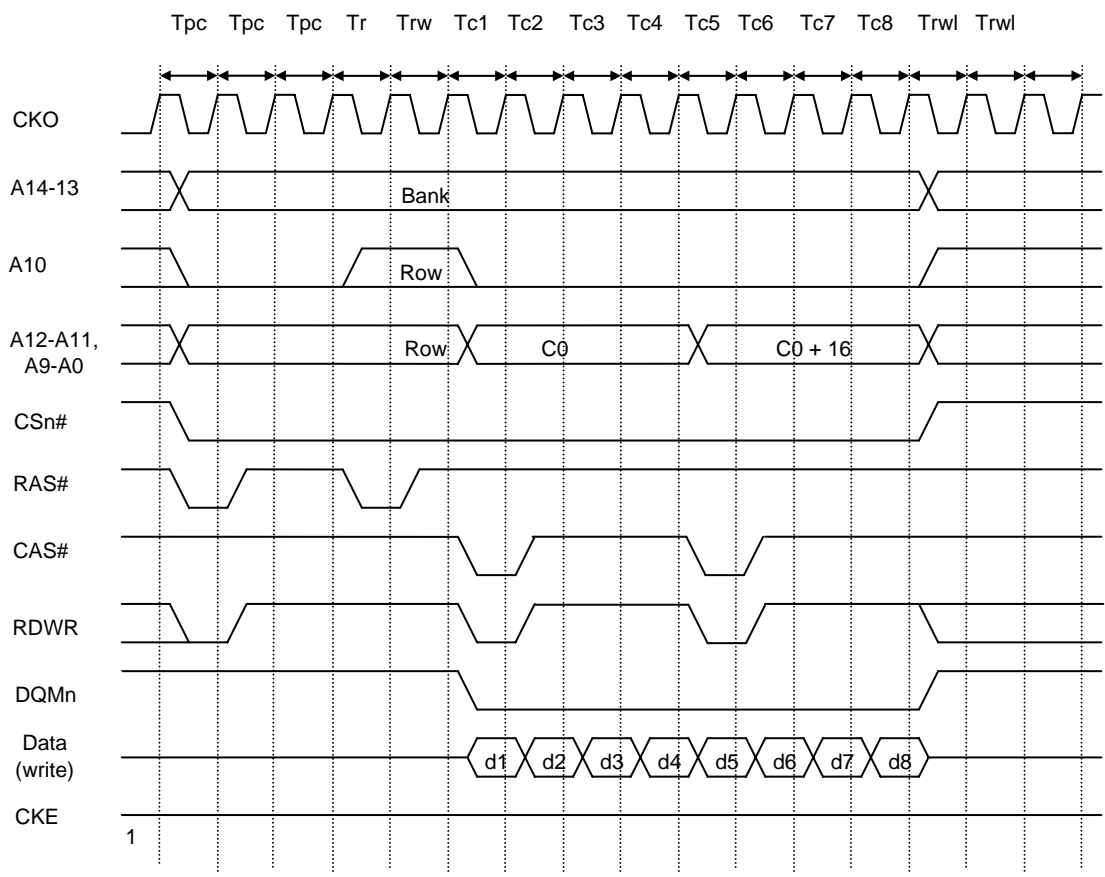 Tpc Tpc Tpc Tr Trw Tc1 Tc2 Tc3 Tc4 Tc5 Tc6 Tc7 Tc8 Trwl Trwl
CKO
A14-13
Bank
A10
Row
A12-A11,
A9-A0
Row C0 C0 + 16
CSn#
RAS#
CAS#
RDWR
DQMn
Data
(write)
d1 d2 d3 d4 d5 d6 d7 d8
CKE
1